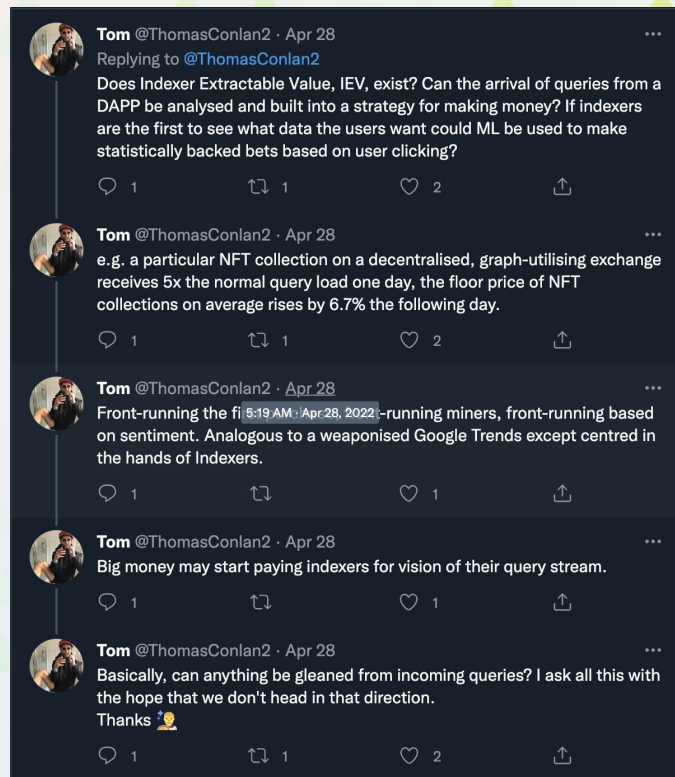 Tom @ThomasConlan2 · Apr 28
Replying to @ThomasConlan2
Does Indexer Extractable Value, IEV, exist? Can the arrival of queries from a
DAPP be analysed and built into a strategy for making money? If indexers
are the first to see what data the users want could ML be used to make
statistically backed bets based on user clicking?
1 1 2
Tom @ThomasConlan2 · Apr 28
e.g. a particular NFT collection on a decentralised, graph-utilising exchange
receives 5x the normal query load one day, the floor price of NFT
collections on average rises by 6.7% the following day.
1 1 2
Tom @ThomasConlan2 · Apr 28
Front-running the 5:19 AM · Apr 28, 2022 -running miners, front-running based
on sentiment. Analogous to a weaponised Google Trends except centred in
the hands of Indexers.
1 1
Tom @ThomasConlan2 · Apr 28
Big money may start paying indexers for vision of their query stream.
1 1
Tom @ThomasConlan2 · Apr 28
Basically, can anything be gleaned from incoming queries? I ask all this with
the hope that we don't head in that direction.
Thanks
1 1 2